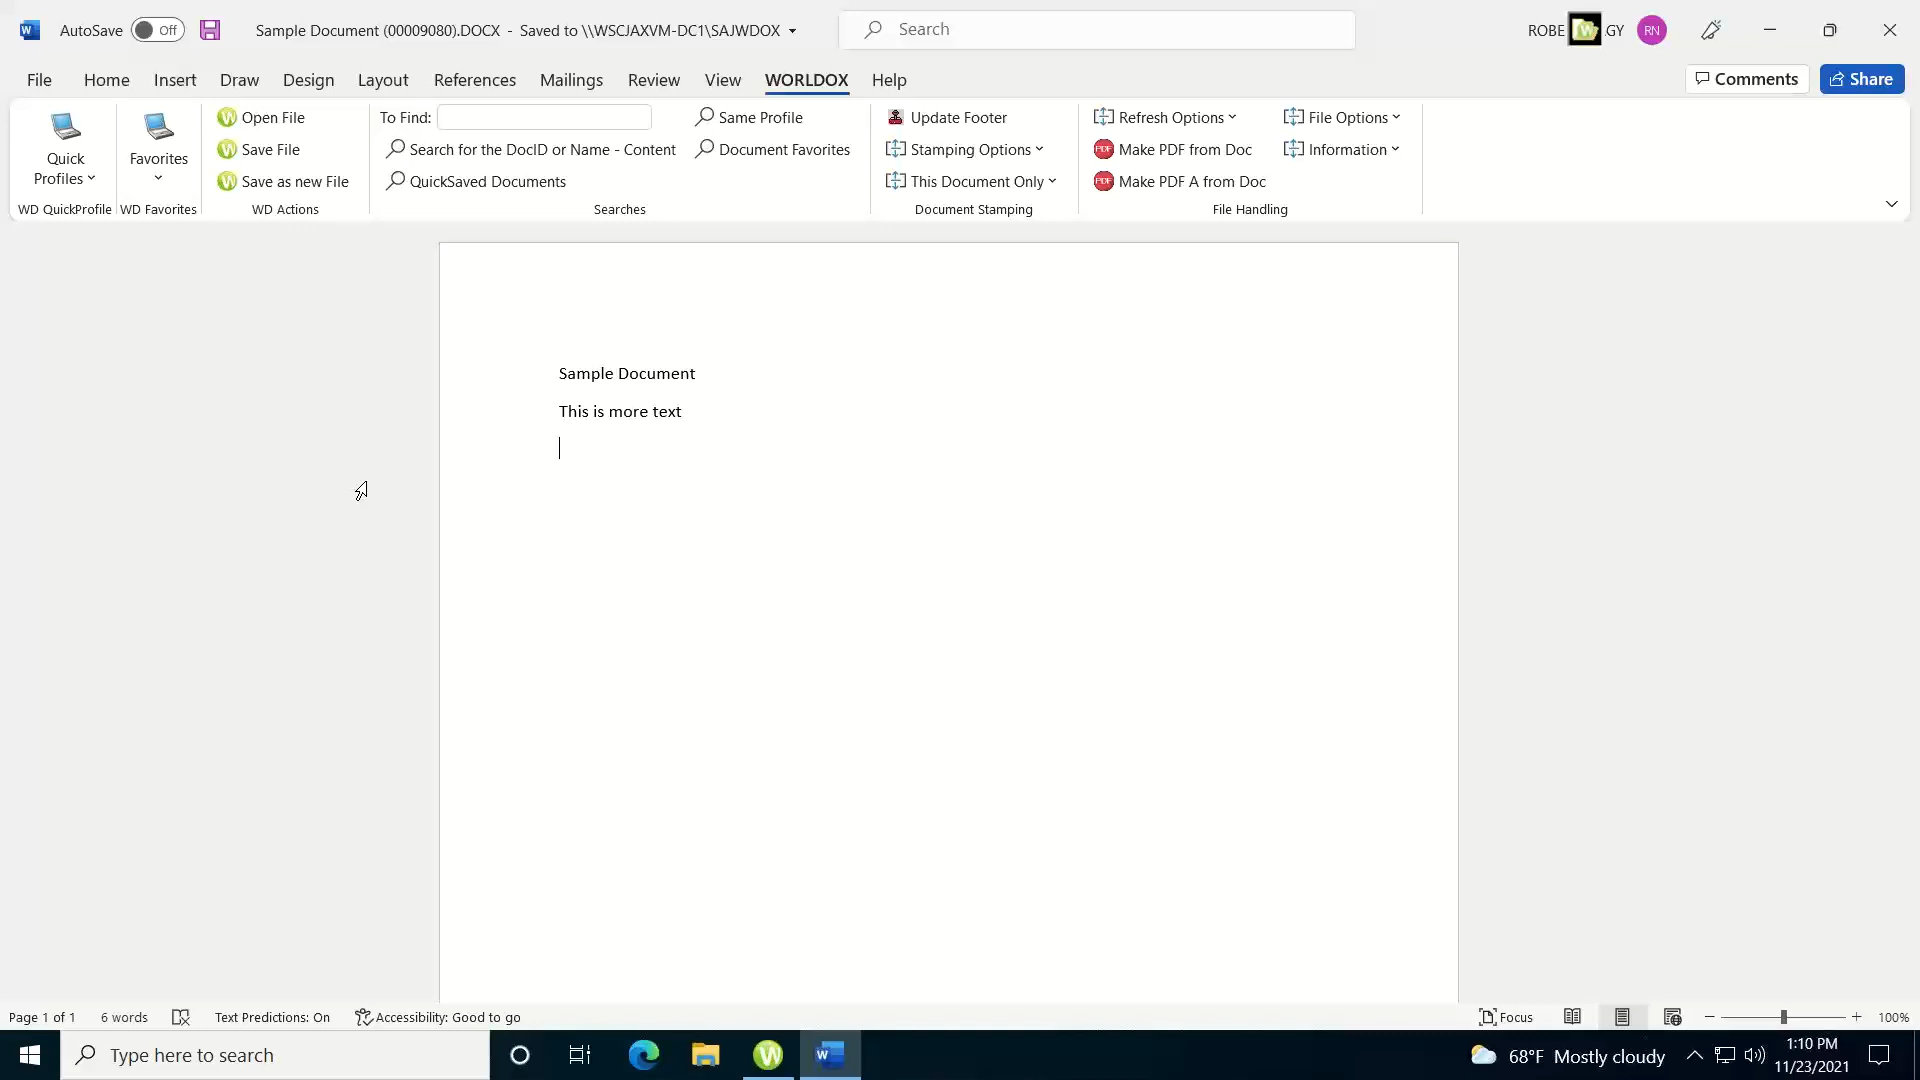 AutoSave Off Sample Document (00009080).DOCX - Saved to \\WSCJAXVM-DC1\SAJWDOX Search ROBE GY RN
File Home Insert Draw Design Layout References Mailings Review View WORLDOX Help Comments Share
Quick Profiles
WD QuickProfile
Favorites
WD Favorites
Open File
Save File
Save as new File
WD Actions
To Find:
Search for the DocID or Name - Content
QuickSaved Documents
Same Profile
Document Favorites
Searches
Update Footer
Stamping Options
This Document Only
Document Stamping
Refresh Options
Make PDF from Doc
Make PDF A from Doc
File Options
Information
File Handling
Sample Document
This is more text
Page 1 of 1 6 words Text Predictions: On Accessibility: Good to go Focus 100%
Type here to search 68°F Mostly cloudy 1:10 PM
11/23/2021